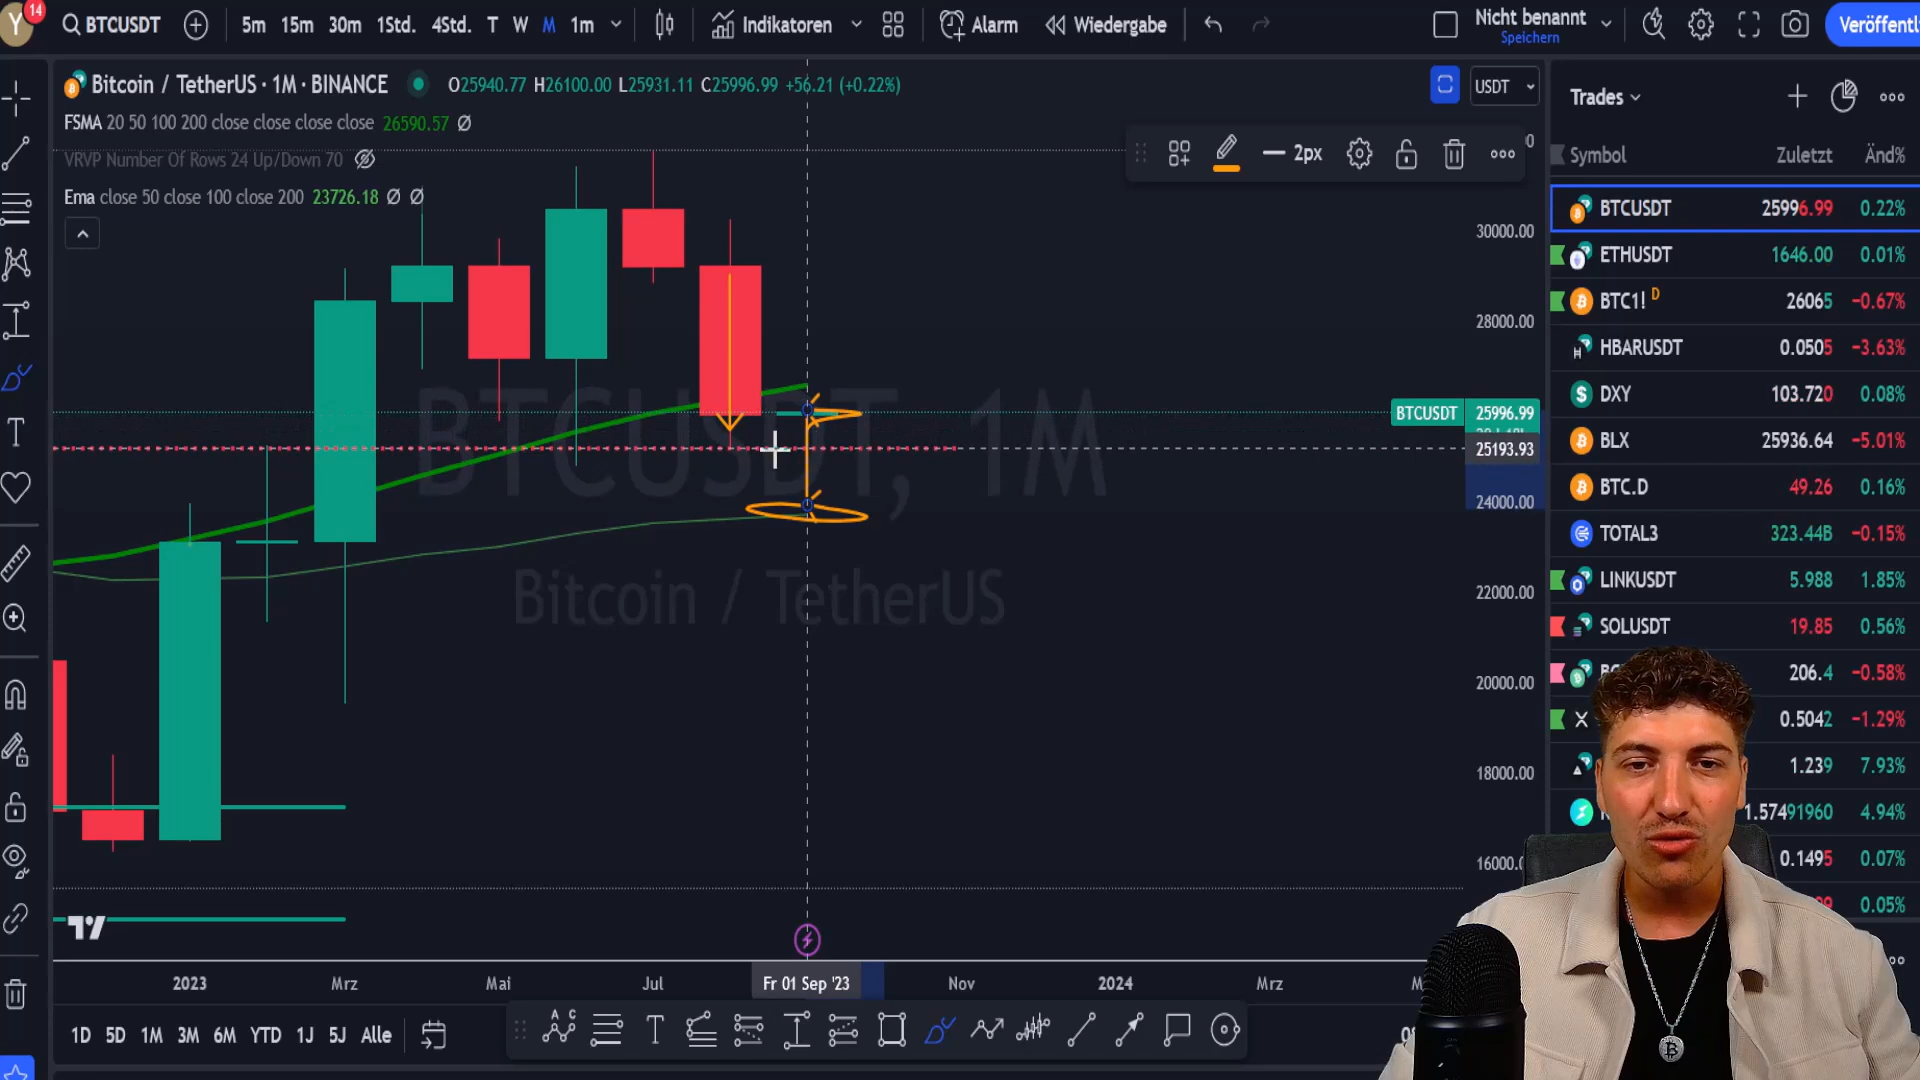 Y 14 BTCUSDT 5m 15m 30m 1Std. 4Std. T W M 1m Indikatoren Alarm Wiedergabe Nicht benannt Speichern Veröffentl
Bitcoin / TetherUS · 1M · BINANCE O25940.77 H26100.00 L25931.11 C25996.99 +56.21 (+0.22%) USDT
FSMA 20 50 100 200 close close close close 26590.57 Ø
VRVP Number Of Rows 24 Up/Down 70
Ema close 50 close 100 close 200 23726.18 Ø Ø
2px
Trades
Symbol Zuletzt Änd%
BTCUSDT 25996.99 0.22%
ETHUSDT 1646.00 0.01%
BTC1! D 26065 −0.67%
HBARUSDT 0.0505 −3.63%
DXY 103.720 0.08%
BLX 25936.64 −5.01%
BTC.D 49.26 0.16%
TOTAL3 323.44B −0.15%
LINKUSDT 5.988 1.85%
SOLUSDT 19.85 0.56%
206.4 −0.58%
0.5042 −1.29%
1.239 7.93%
1.57491960 4.94%
0.1495 0.07%
0.05%
30000.00
28000.00
BTCUSDT 25996.99
25193.93
24000.00
22000.00
20000.00
18000.00
16000.0
BTCUSDT, 1M
Bitcoin / TetherUS
2023 Mrz Mai Jul Fr 01 Sep '23 Nov 2024 Mrz M
1D 5D 1M 3M 6M YTD 1J 5J Alle